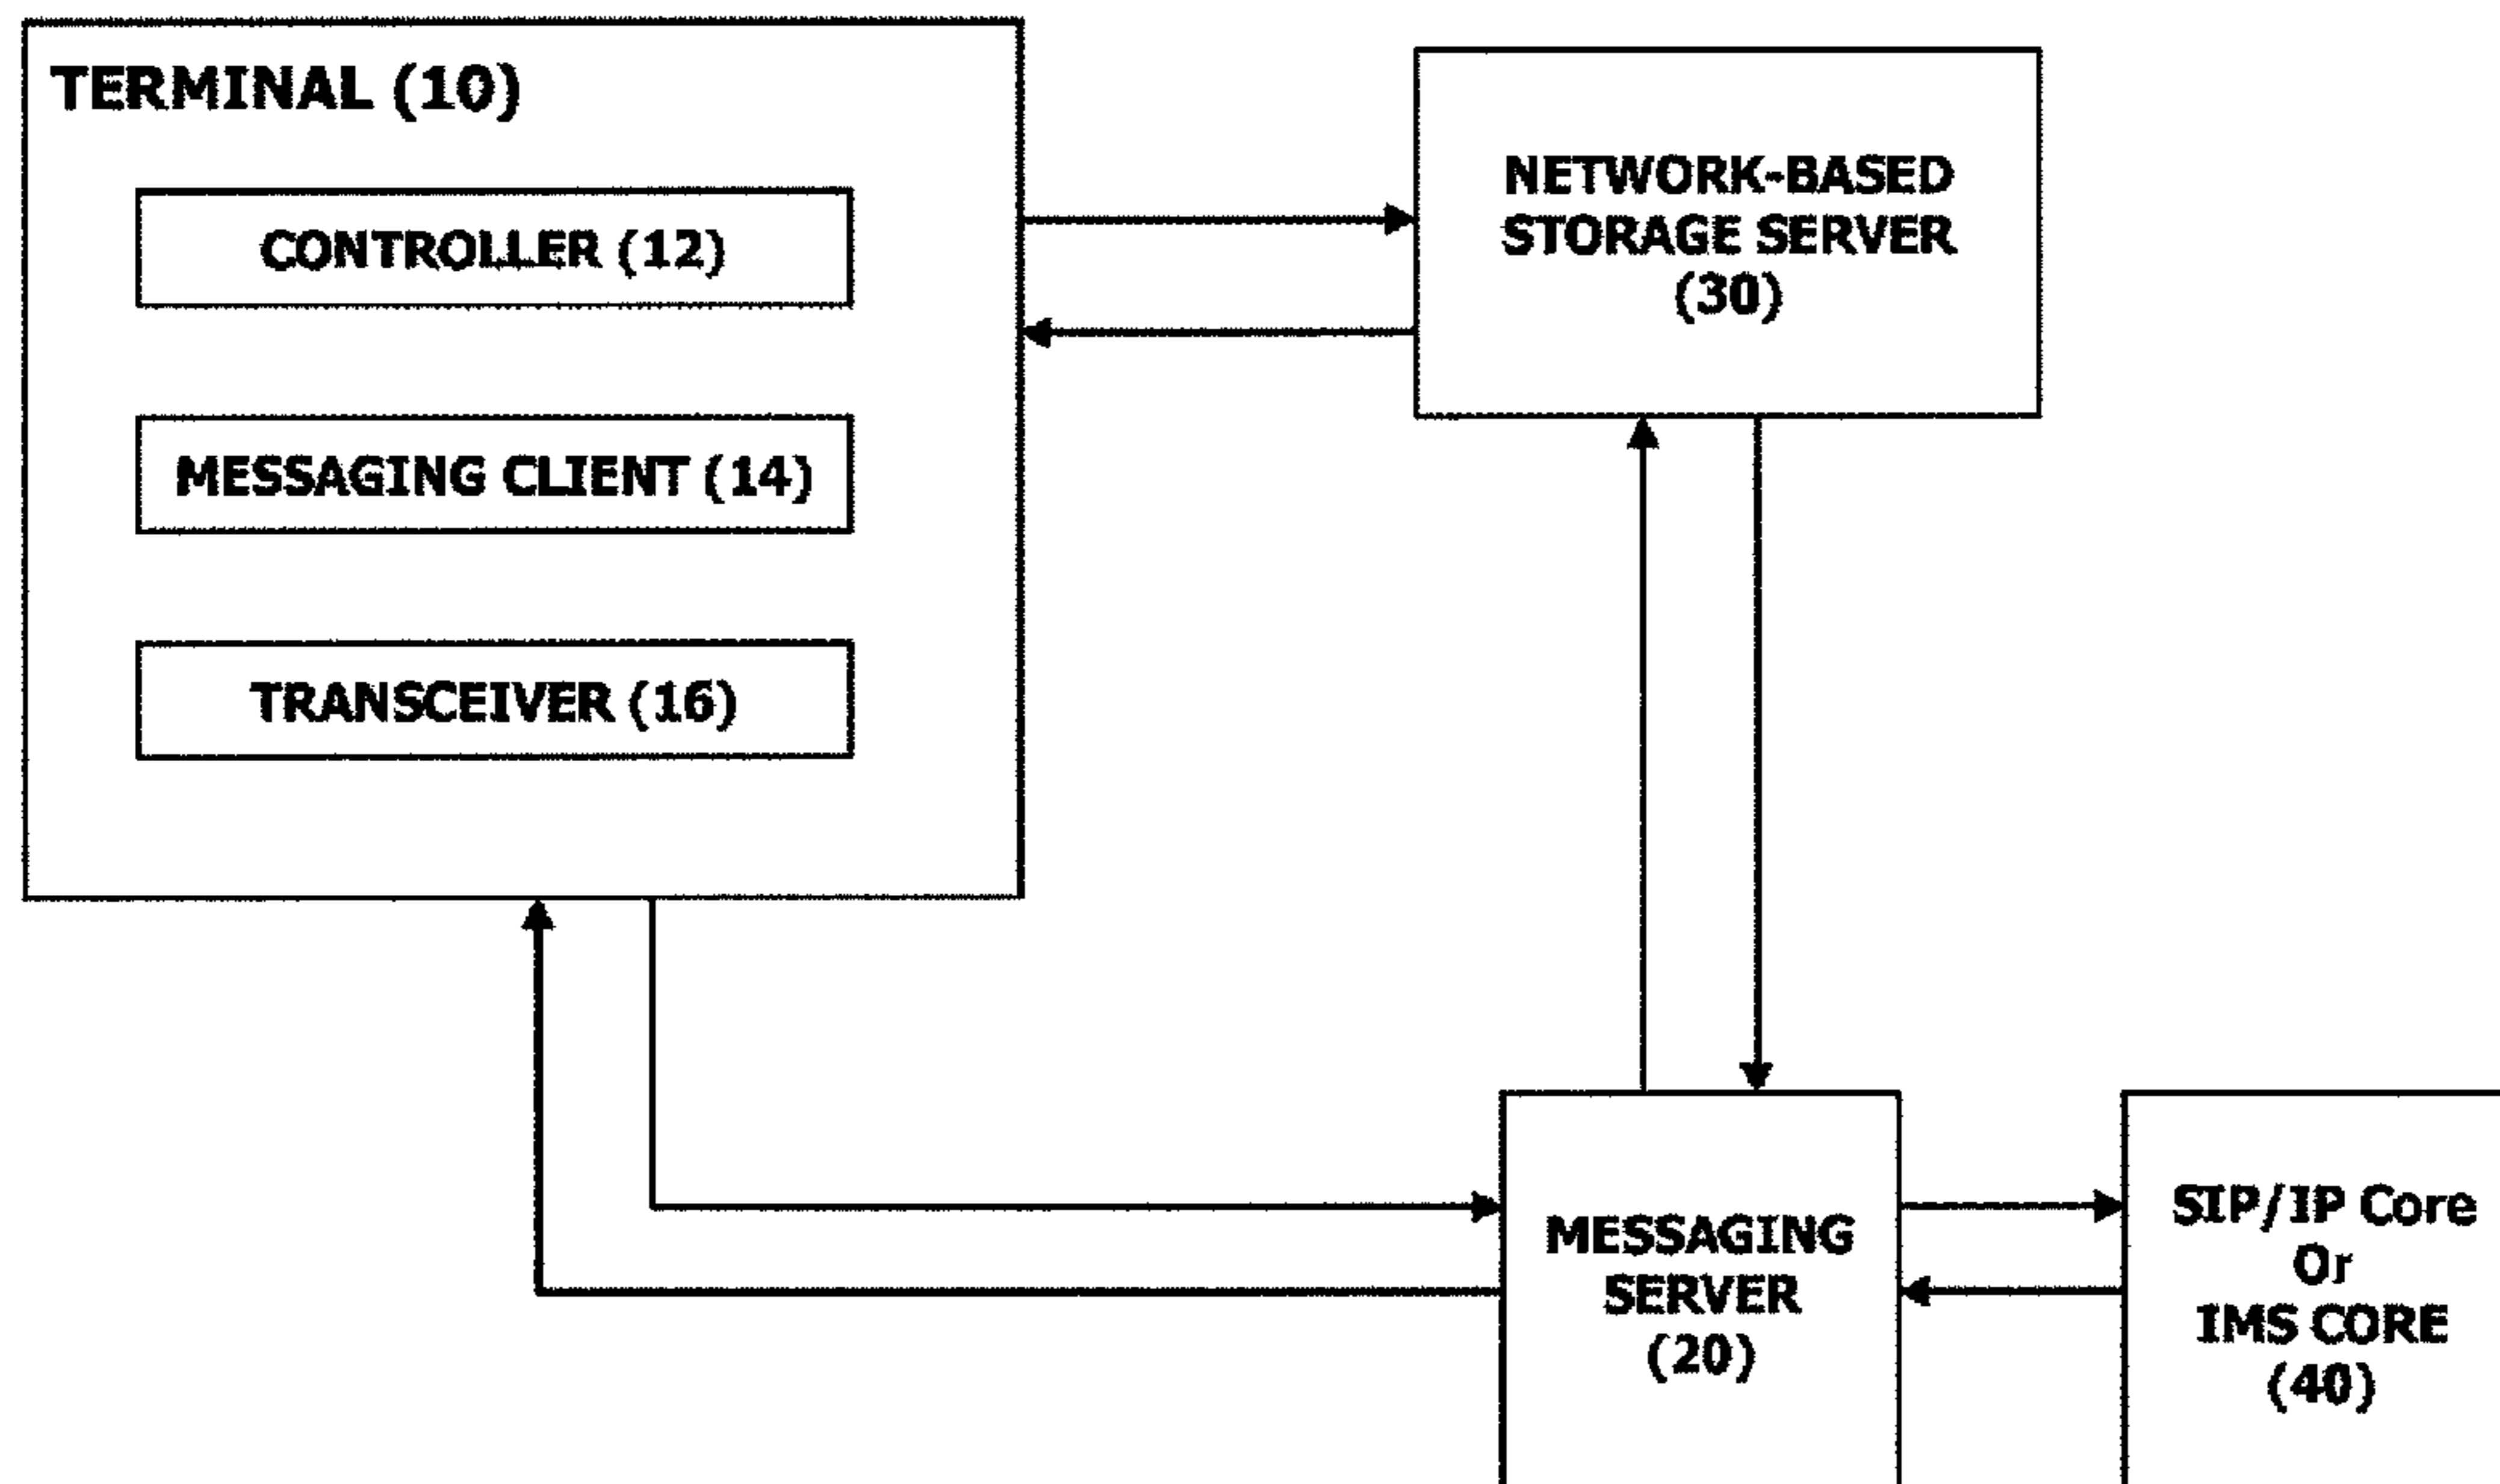 TERMINAL (10)
CONTROLLER (12)
MESSAGING CLIENT (14)
TRANSCEIVER (16)
NETWORK-BASED
STORAGE SERVER
(30)
MESSAGING
SERVER
(20)
SIP/IP Core
Or
IMS CORE
(40)